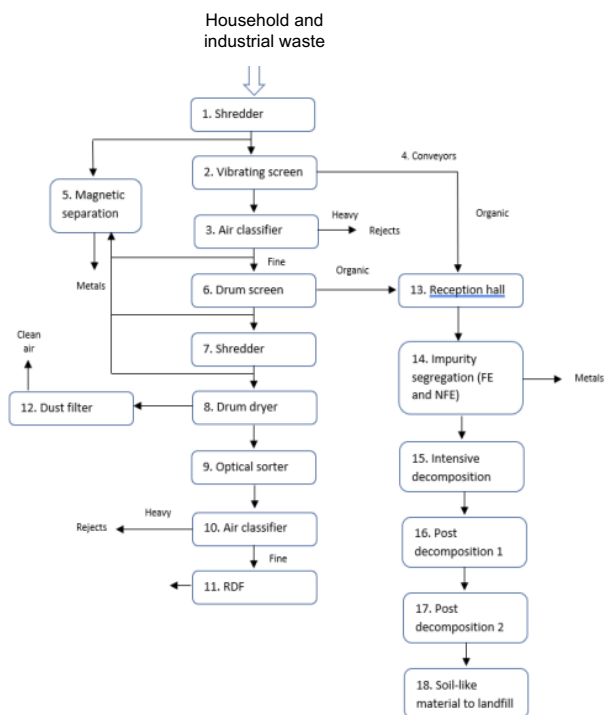 Household and
industrial waste
1. Shredder
4. Conveyors
2. Vibrating screen
5. Magnetic
separation
Organic
Heavy
3. Air classifier
Rejects
Fine
Metals
Organic
6. Drum screen
13. Reception hall
Clean
air
7. Shredder
14. Impurity
segregation (FE
and NFE)
Metals
12. Dust filter
8. Drum dryer
9. Optical sorter
15. Intensive
decomposition
Heavy
Rejects
10. Air classifier
16. Post
decomposition 1
Fine
11. RDF
17. Post
decomposition 2
18. Soil-like
material to landfill